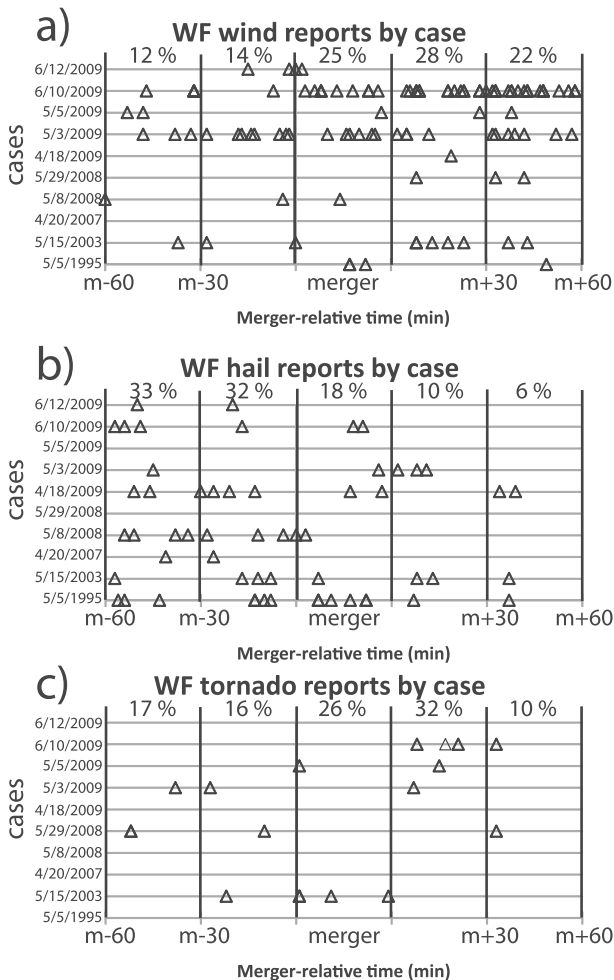 a)
WF wind reports by case
12 % 14 % 25 % 28 % 22 %
6/12/2009
6/10/2009
5/5/2009
5/3/2009
4/18/2009
5/29/2008
5/8/2008
4/20/2007
5/15/2003
5/5/1995
cases
m-60 m-30 merger m+30 m+60
Merger-relative time (min)
b)
WF hail reports by case
33 % 32 % 18 % 10 % 6 %
6/12/2009
6/10/2009
5/5/2009
5/3/2009
4/18/2009
5/29/2008
5/8/2008
4/20/2007
5/15/2003
5/5/1995
cases
m-60 m-30 merger m+30 m+60
Merger-relative time (min)
c)
WF tornado reports by case
17 % 16 % 26 % 32 % 10 %
6/12/2009
6/10/2009
5/5/2009
5/3/2009
4/18/2009
5/29/2008
5/8/2008
4/20/2007
5/15/2003
5/5/1995
cases
m-60 m-30 merger m+30 m+60
Merger-relative time (min)